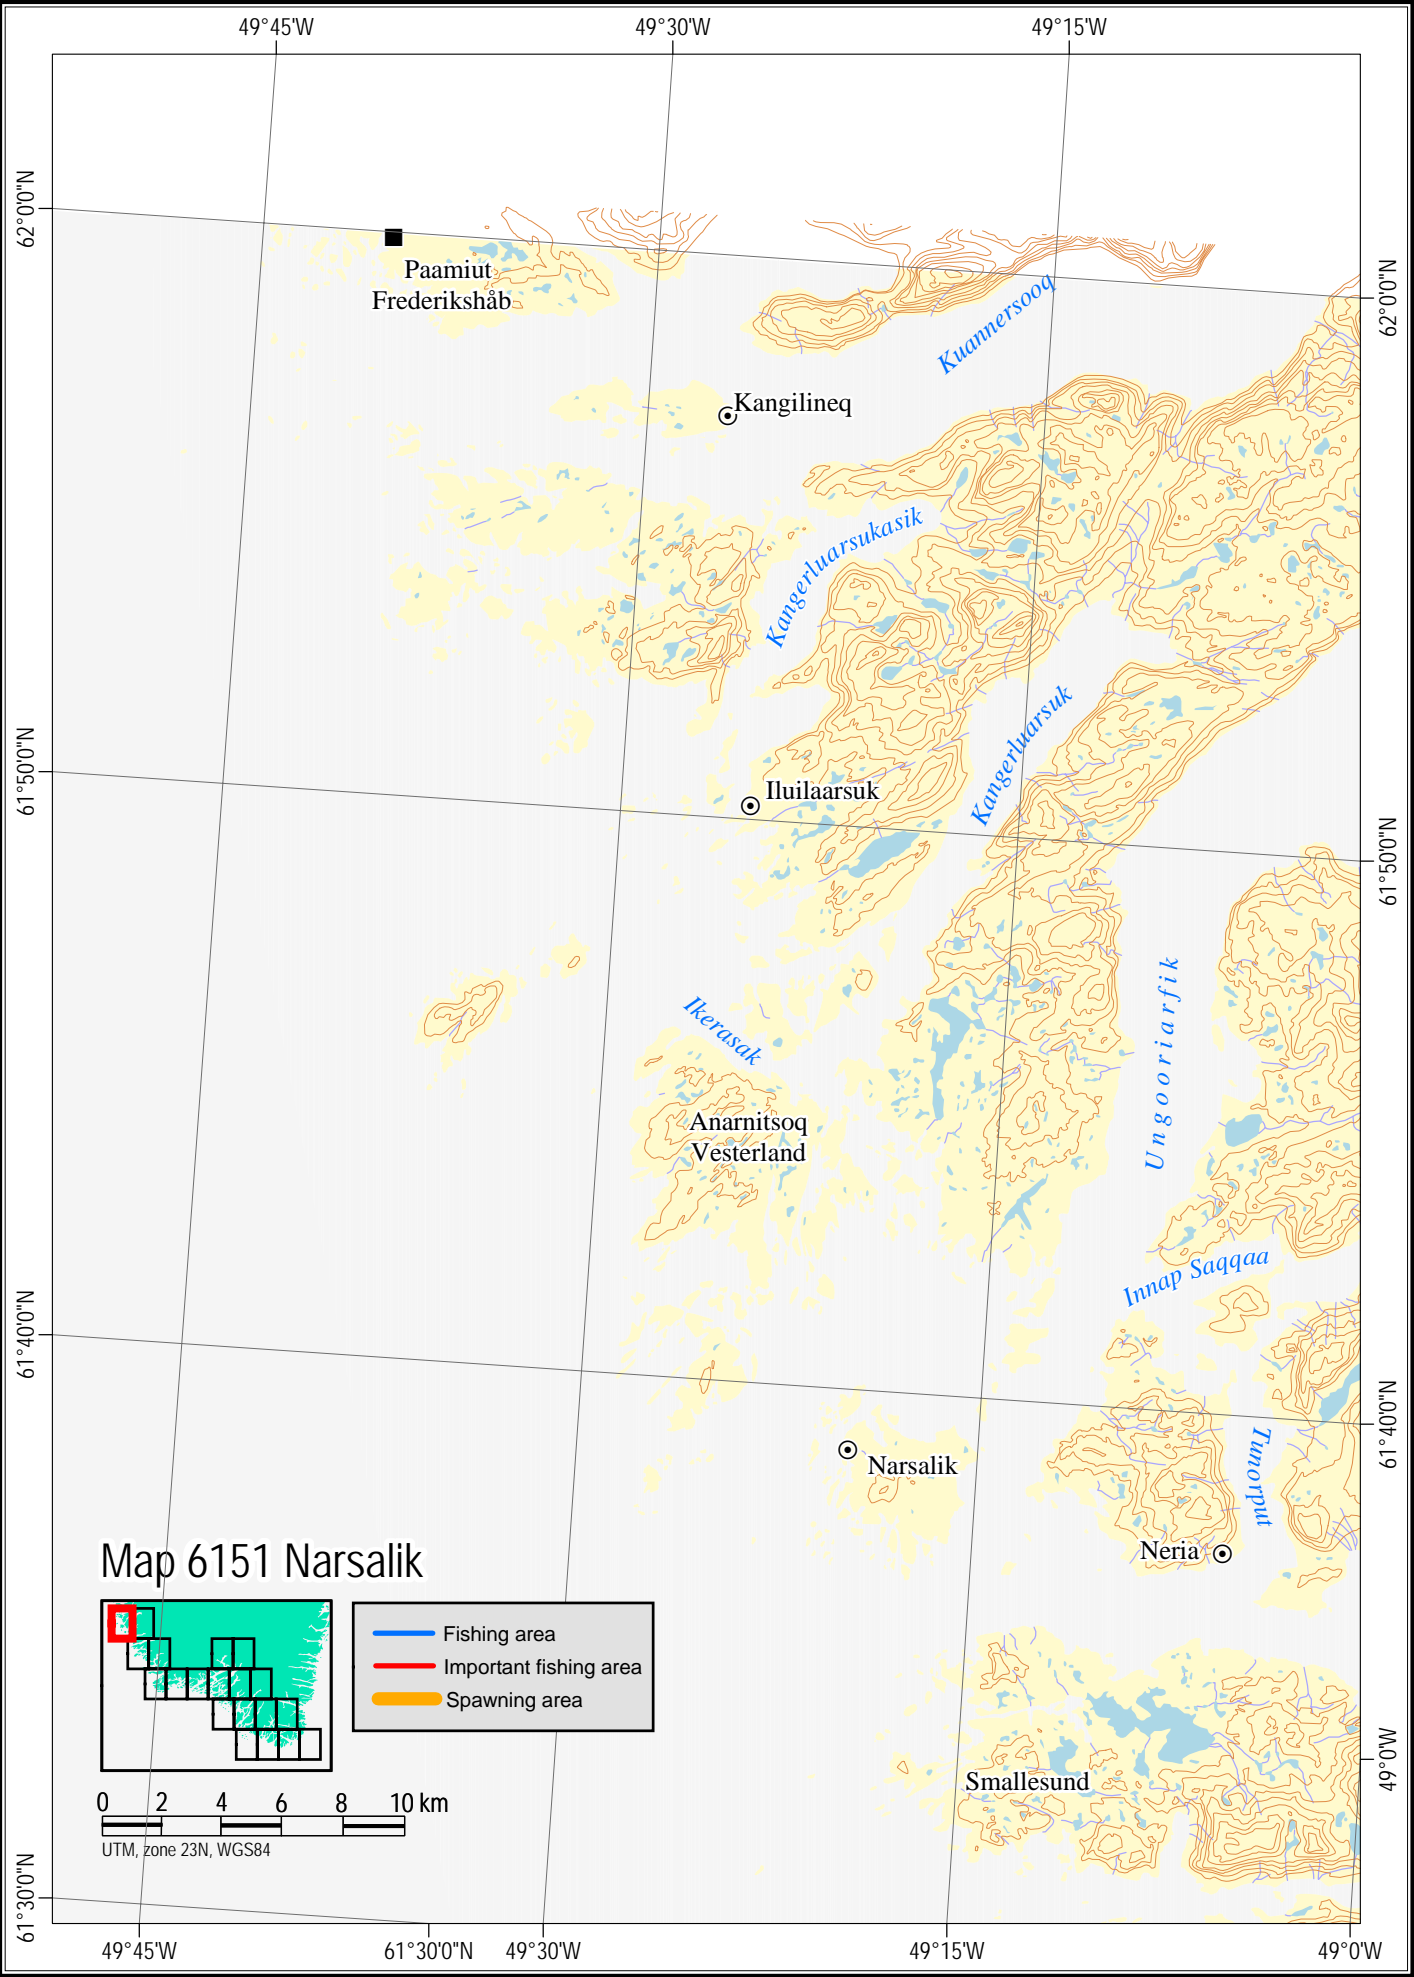 49°45'W
49°30'W
49°15'W
62°0'0"N
62°0'0"N
Paamiut
Frederikshåb
Kuannersooq
Kangilineq
Kangerluarsukasik
Kangerluarsuk
61°50'0"N
Iluilaarsuk
61°50'0"N
Ungooriarfik
Ikerasak
Anarnitsoq
Vesterland
Innap Saqqaa
61°40'0"N
61°40'0"N
Tunorput
Narsalik
Neria
Map 6151 Narsalik
Fishing area
Important fishing area
Spawning area
49°0'W
Smallesund
0 2 4 6 8 10 km
UTM, zone 23N, WGS84
61°30'0"N
49°45'W
61°30'0"N
49°30'W
49°15'W
49°0'W